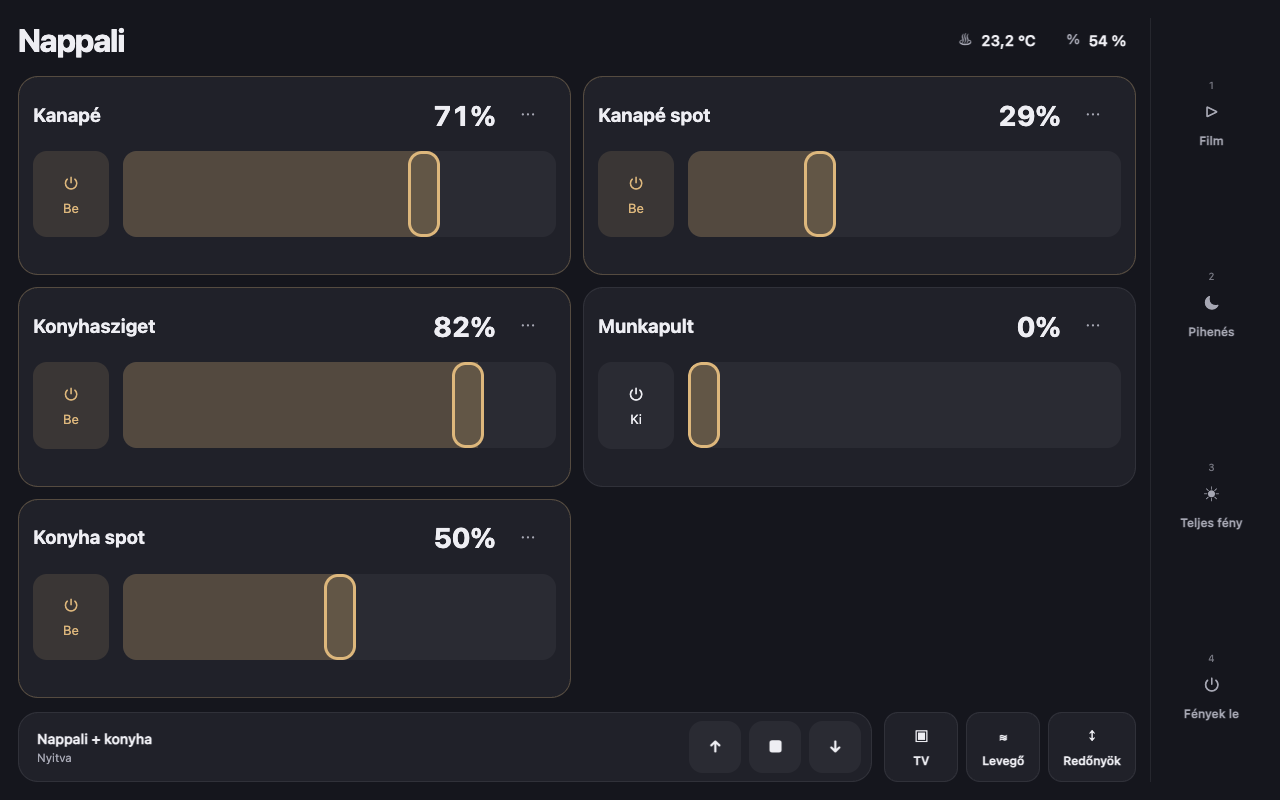 Nappali
23,2 °C
% 54 %
Kanapé
71%
...
Be
Kanapé spot
29%
...
Be
Konyhasziget
82%
...
Be
Munkapult
0%
...
Ki
Konyha spot
50%
...
Be
Nappali + konyha
Nyitva
TV
Levegő
Redőnyök
1
Film
2
Pihenés
3
Teljes fény
4
Fények le